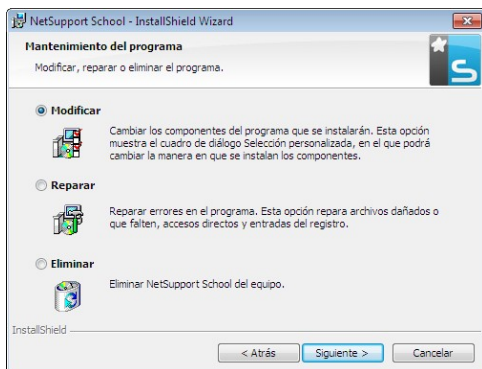 NetSupport School - InstallShield Wizard
Mantenimiento del programa
Modificar, reparar o eliminar el programa.
S
Modificar
Cambiar los componentes del programa que se instalarán. Esta opción
muestra el cuadro de diálogo Selección personalizada, en el que podrá
cambiar la manera en que se instalan los componentes.
Reparar
Reparar errores en el programa. Esta opción repara archivos dañados o
que falten, accesos directos y entradas del registro.
Eliminar
Eliminar NetSupport School del equipo.
InstallShield
< Atrás
Siguiente >
Cancelar